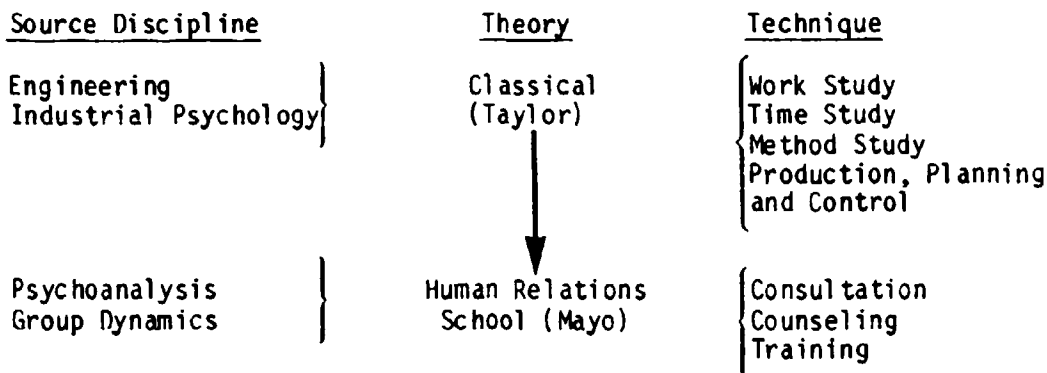 Source Discipline Theory Technique
Engineering Classical Work Study
Industrial Psychology (Taylor) Time Study
Method Study
Production, Planning
and Control
Psychoanalysis Human Relations Consultation
Group Dynamics School (Mayo) Counseling
Training